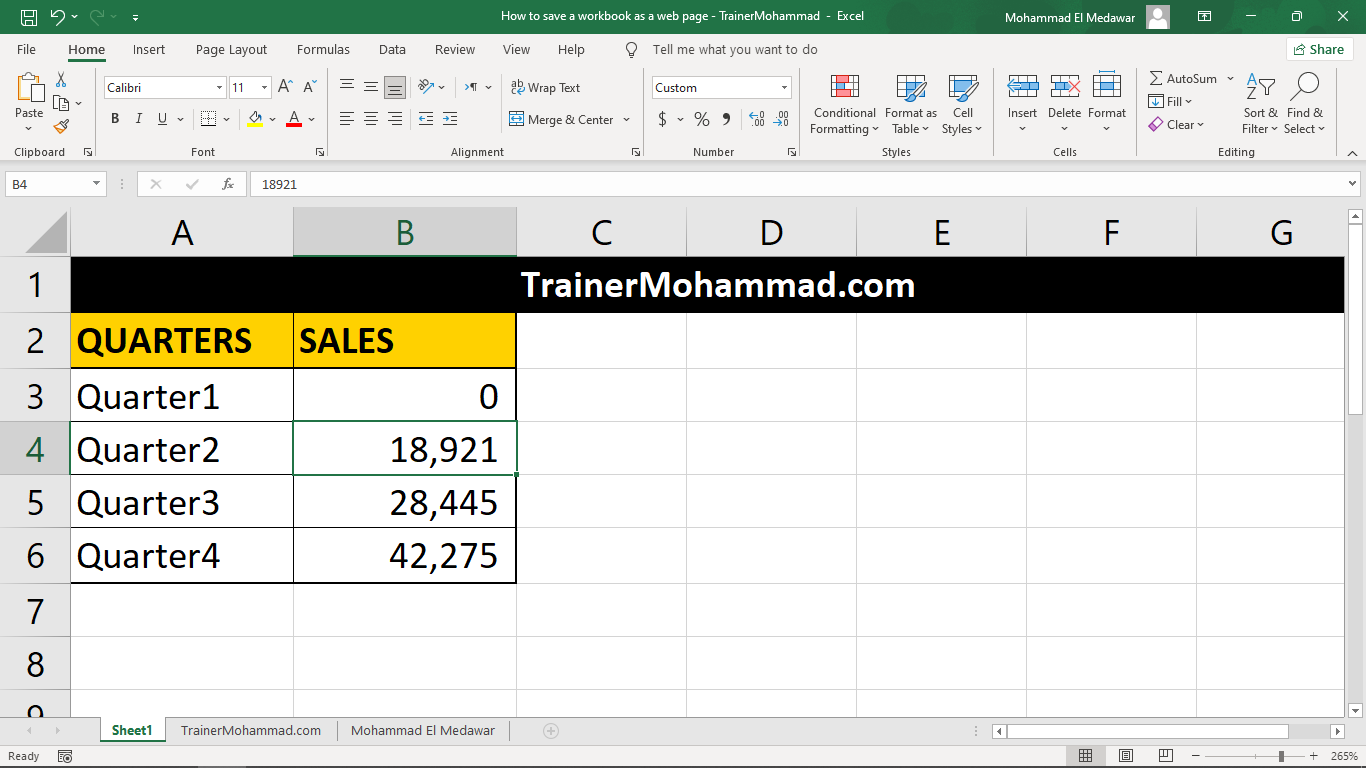 How to save a workbook as a web page - TrainerMohammad - Excel
Mohammad El Medawar
File Home Insert Page Layout Formulas Data Review View Help Tell me what you want to do
Share
Paste
Clipboard
Calibri 11
B I U A
Font
ab Wrap Text
Merge & Center
Alignment
Custom
$ % ,
Number
Conditional Formatting
Format as Table
Cell Styles
Styles
Insert Delete Format
Cells
AutoSum
Fill
Clear
Sort & Filter
Find & Select
Editing
B4 fx 18921
A B C D E F G
1 TrainerMohammad.com
2 QUARTERS SALES
3 Quarter1 0
4 Quarter2 18,921
5 Quarter3 28,445
6 Quarter4 42,275
7
8
9
Sheet1 TrainerMohammad.com Mohammad El Medawar
Ready 265%